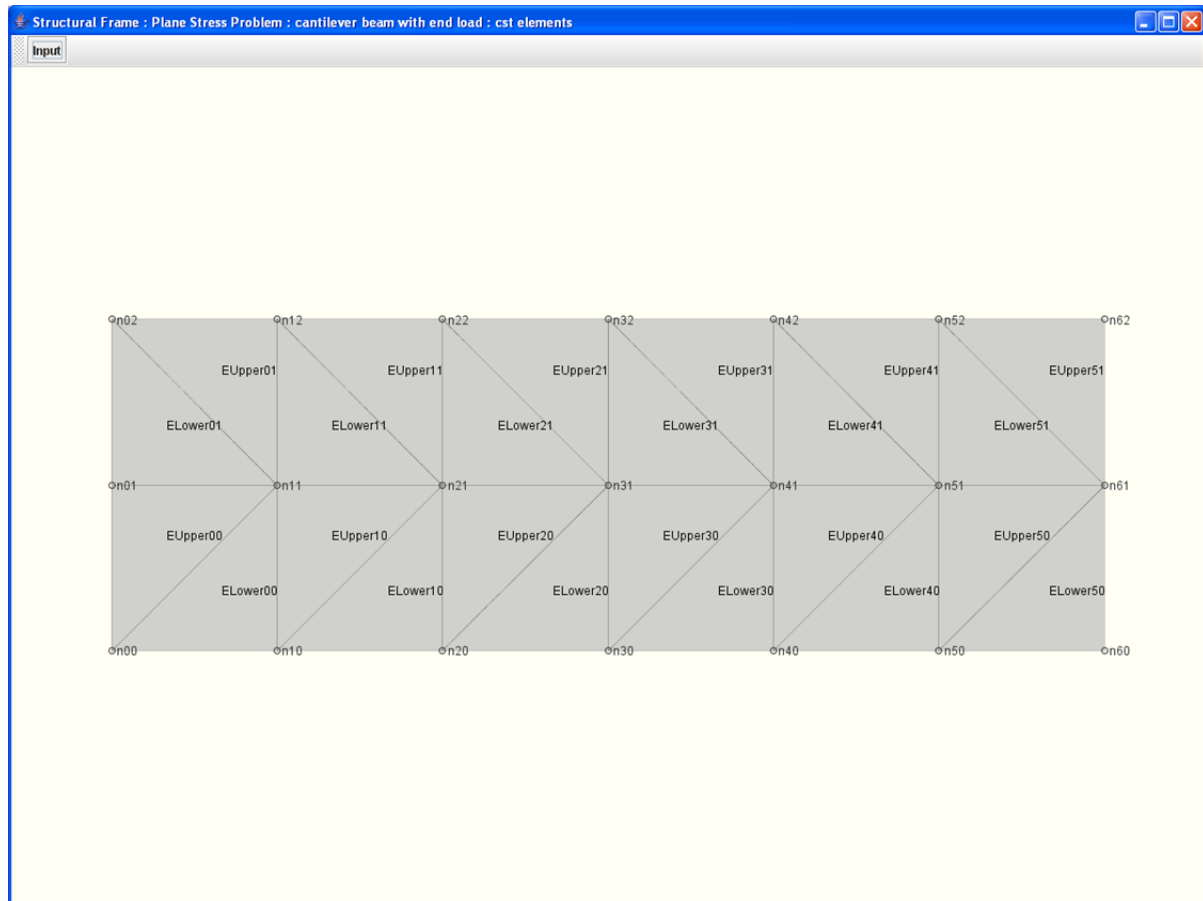 Structural Frame : Plane Stress Problem : cantilever beam with end load : cst elements
Input
n02 n12 n22 n32 n42 n52 n62
EUpper01 EUpper11 EUpper21 EUpper31 EUpper41 EUpper51
ELower01 ELower11 ELower21 ELower31 ELower41 ELower51
n01 n11 n21 n31 n41 n51 n61
EUpper00 EUpper10 EUpper20 EUpper30 EUpper40 EUpper50
ELower00 ELower10 ELower20 ELower30 ELower40 ELower50
n00 n10 n20 n30 n40 n50 n60